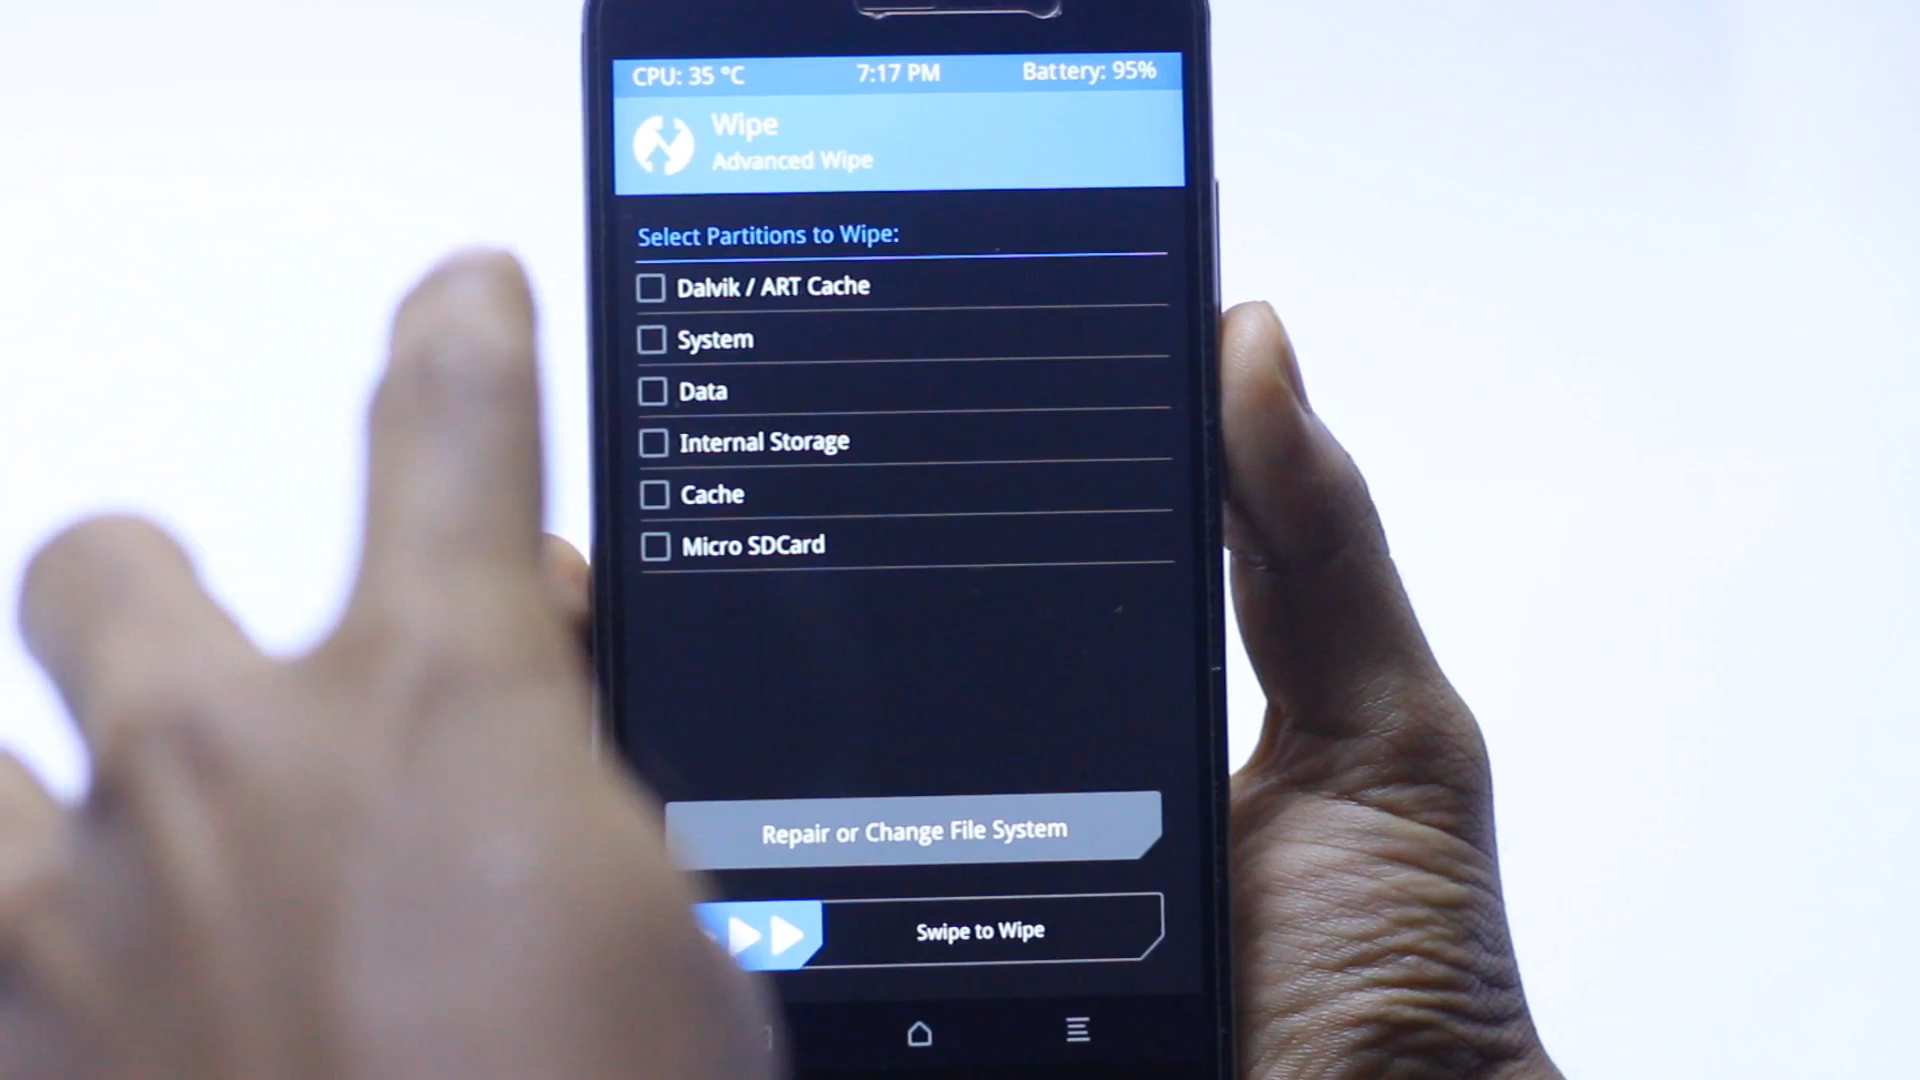 CPU: 35 °C 7:17 PM Battery: 95%
Wipe
Advanced Wipe
Select Partitions to Wipe:
Dalvik / ART Cache
System
Data
Internal Storage
Cache
Micro SDCard
Repair or Change File System
Swipe to Wipe